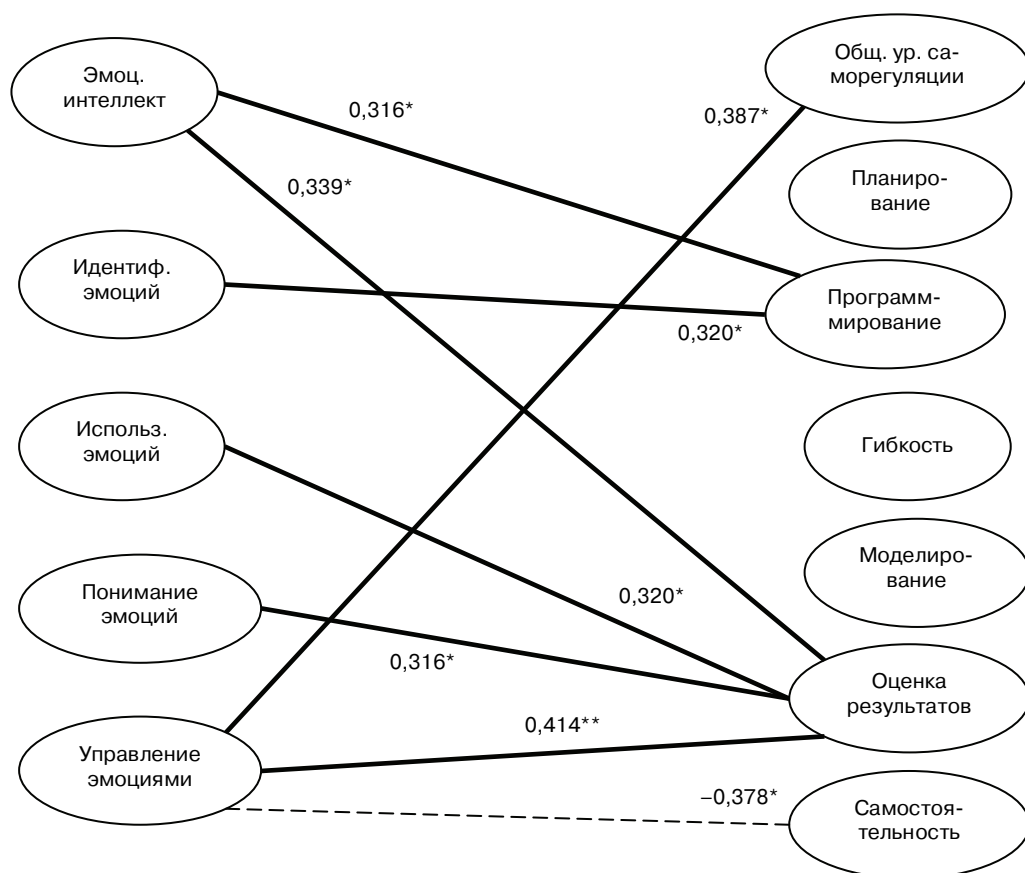 Эмоц.
интеллект
Идентиф.
эмоций
Использ.
эмоций
Понимание
эмоций
Управление
эмоциями
0,316*
0,339*
0,387*
0,320*
0,320*
0,316*
0,414**
–0,378*
Общ. ур. са-
морегуляции
Планиро-
вание
Программ-
мирование
Гибкость
Моделиро-
вание
Оценка
результатов
Самостоя-
тельность